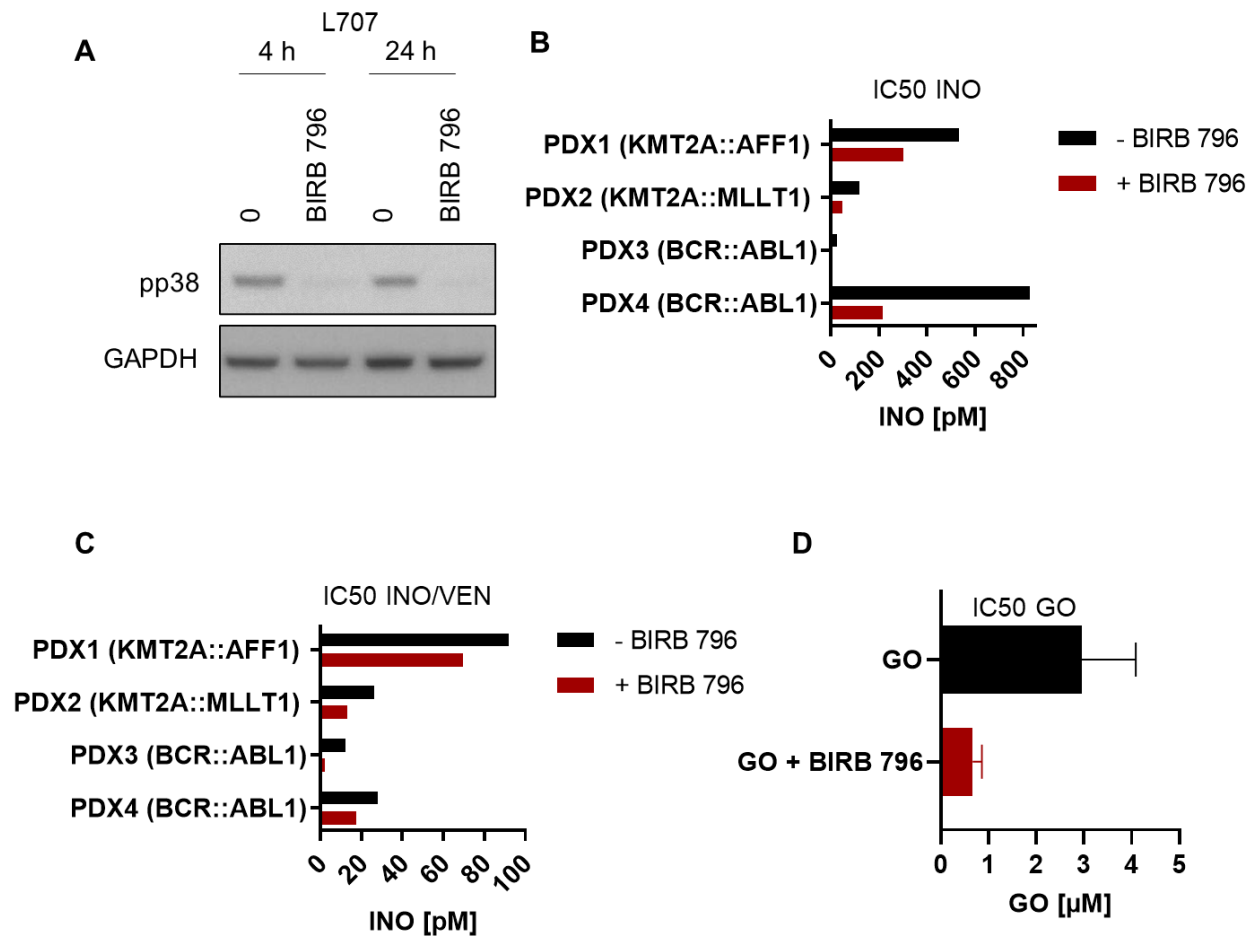 A
L707
4 h 24 h
0 BIRB 796 0 BIRB 796
pp38
GAPDH
B
IC50 INO
PDX1 (KMT2A::AFF1)
PDX2 (KMT2A::MLLT1)
PDX3 (BCR::ABL1)
PDX4 (BCR::ABL1)
0 200 400 600 800
INO [pM]
- BIRB 796
+ BIRB 796
C
IC50 INO/VEN
PDX1 (KMT2A::AFF1)
PDX2 (KMT2A::MLLT1)
PDX3 (BCR::ABL1)
PDX4 (BCR::ABL1)
0 20 40 60 80 100
INO [pM]
- BIRB 796
+ BIRB 796
D
IC50 GO
GO
GO + BIRB 796
0 1 2 3 4 5
GO [µM]